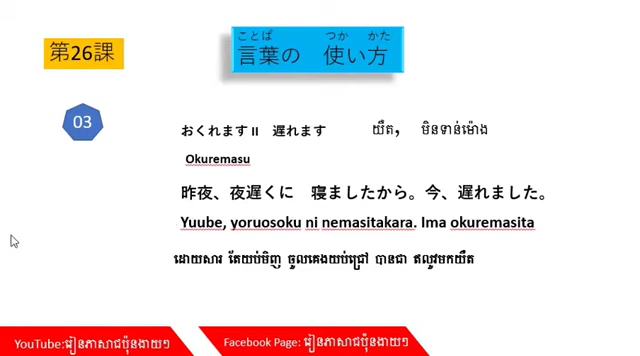 第26課
ことば つか かた
言葉の 使い方
03
おくれますⅡ 遅れます យឺត, មិនទាន់ម៉ោង
Okuremasu
昨夜、夜遅くに 寝ましたから。今、遅れました。
Yuube, yoruosoku ni nemasitakara. Ima okuremasita
ដោយសារ តែយប់មិញ ចូលគេងយប់ជ្រៅ បានជា ឥលូវមកយឺត
YouTube:រៀនភាសាជប៉ុនងាយៗ
Facebook Page: រៀនភាសាជប៉ុនងាយៗ